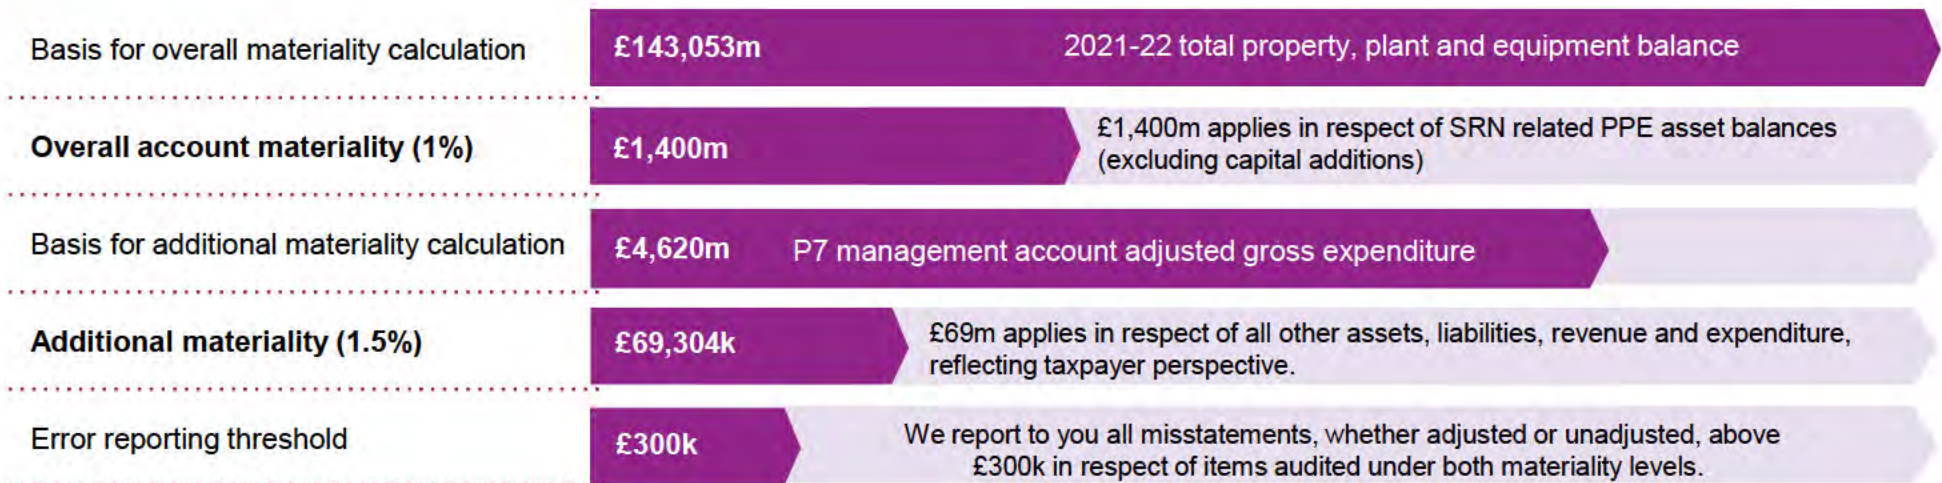 Basis for overall materiality calculation
£143,053m
2021-22 total property, plant and equipment balance
Overall account materiality (1%)
£1,400m
£1,400m applies in respect of SRN related PPE asset balances
(excluding capital additions)
Basis for additional materiality calculation
£4,620m
P7 management account adjusted gross expenditure
Additional materiality (1.5%)
£69,304k
£69m applies in respect of all other assets, liabilities, revenue and expenditure,
reflecting taxpayer perspective.
Error reporting threshold
£300k
We report to you all misstatements, whether adjusted or unadjusted, above
£300k in respect of items audited under both materiality levels.